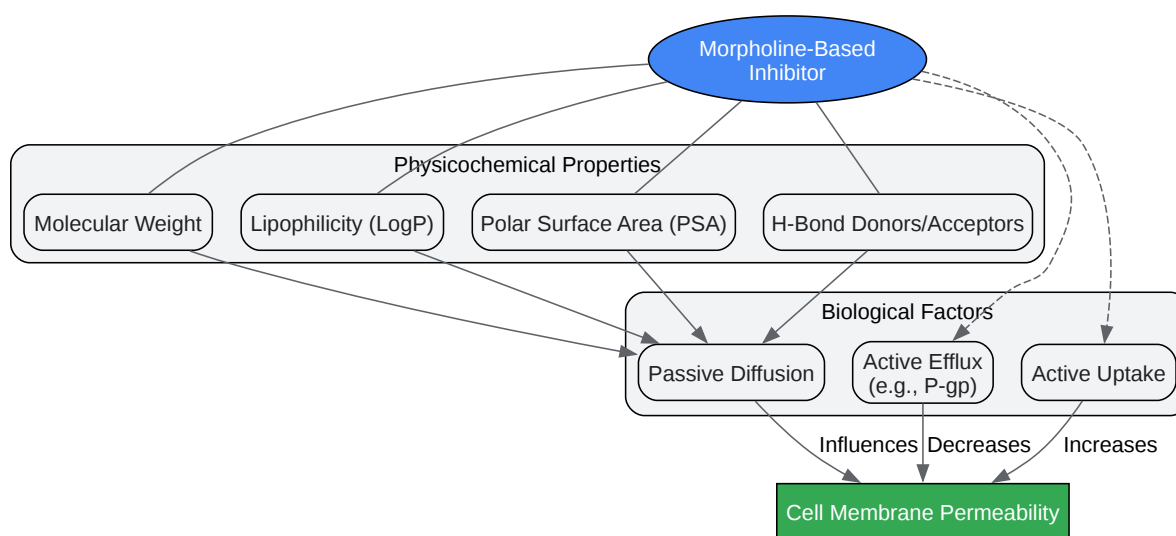 Morpholine-Based
Inhibitor
Physicochemical Properties
Molecular Weight
Lipophilicity (LogP)
Polar Surface Area (PSA)
H-Bond Donors/Acceptors
Biological Factors
Passive Diffusion
Active Efflux
(e.g., P-gp)
Active Uptake
Influences
Decreases
Increases
Cell Membrane Permeability